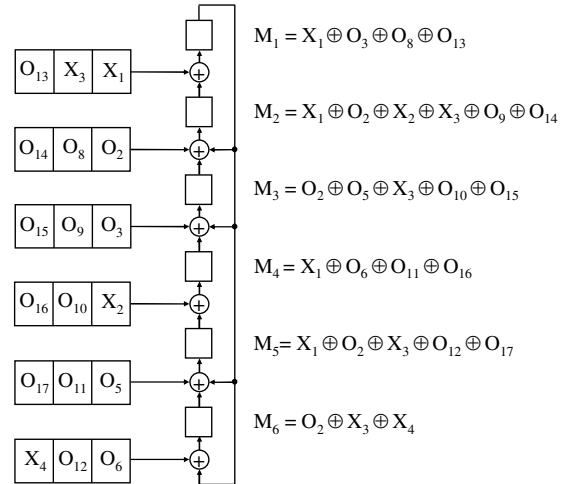 M₁ = X₁ ⊕ O₃ ⊕ O₈ ⊕ O₁₃
O₁₃ X₃ X₁
M₂ = X₁ ⊕ O₂ ⊕ X₂ ⊕ X₃ ⊕ O₉ ⊕ O₁₄
O₁₄ O₈ O₂
M₃ = O₂ ⊕ O₅ ⊕ X₃ ⊕ O₁₀ ⊕ O₁₅
O₁₅ O₉ O₃
M₄ = X₁ ⊕ O₆ ⊕ O₁₁ ⊕ O₁₆
O₁₆ O₁₀ X₂
M₅= X₁ ⊕ O₂ ⊕ X₃ ⊕ O₁₂ ⊕ O₁₇
O₁₇ O₁₁ O₅
M₆ = O₂ ⊕ X₃ ⊕ X₄
X₄ O₁₂ O₆